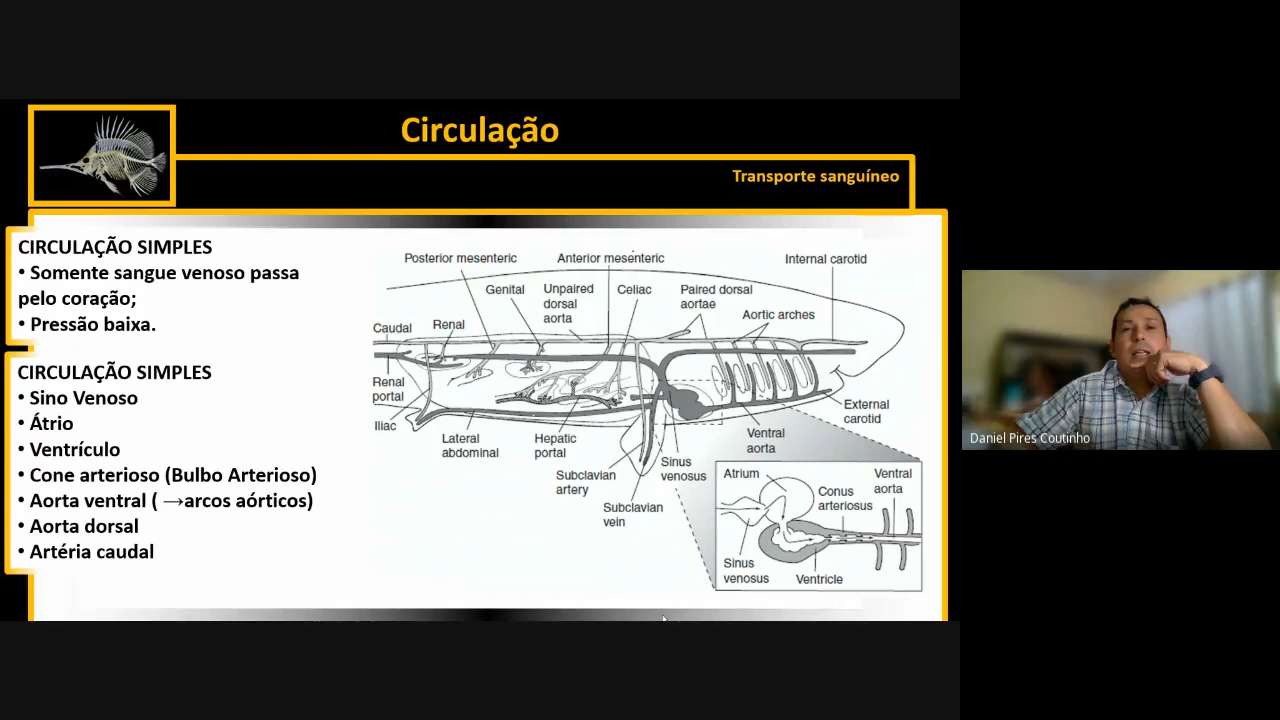 Circulação
Transporte sanguíneo
CIRCULAÇÃO SIMPLES
• Somente sangue venoso passa
pelo coração;
• Pressão baixa.
CIRCULAÇÃO SIMPLES
• Sino Venoso
• Átrio
• Ventrículo
• Cone arterioso (Bulbo Arterioso)
• Aorta ventral ( →arcos aórticos)
• Aorta dorsal
• Artéria caudal
Posterior mesenteric
Anterior mesenteric
Internal carotid
Genital
Unpaired
dorsal
aorta
Celiac
Paired dorsal
aortae
Aortic arches
Caudal
Renal
Renal
portal
Iliac
Lateral
abdominal
Hepatic
portal
Subclavian
artery
Subclavian
vein
Sinus
venosus
Ventral
aorta
External
carotid
Atrium
Conus
arteriosus
Ventral
aorta
Sinus
venosus
Ventricle
Daniel Pires Coutinho